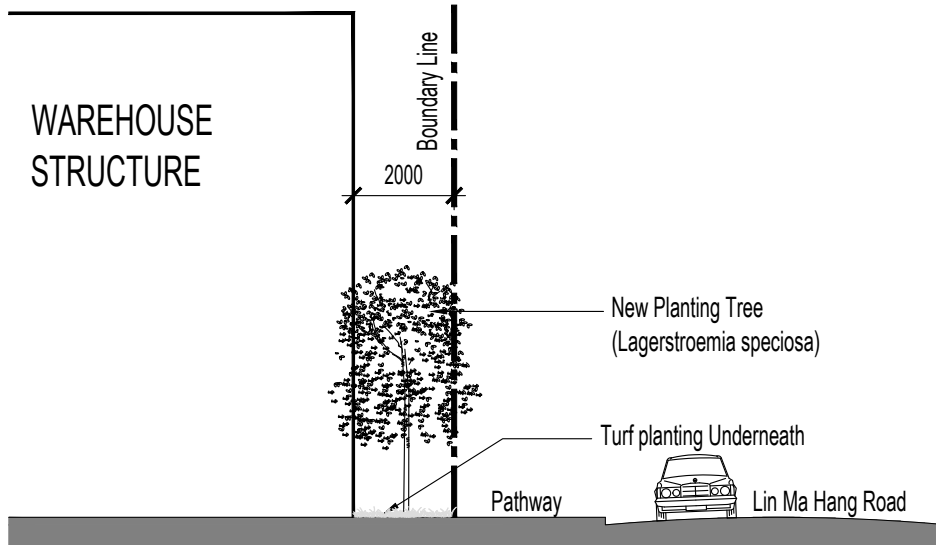 WAREHOUSE
STRUCTURE
Boundary Line
2000
New Planting Tree
(Lagerstroemia speciosa)
Turf planting Underneath
Pathway
Lin Ma Hang Road